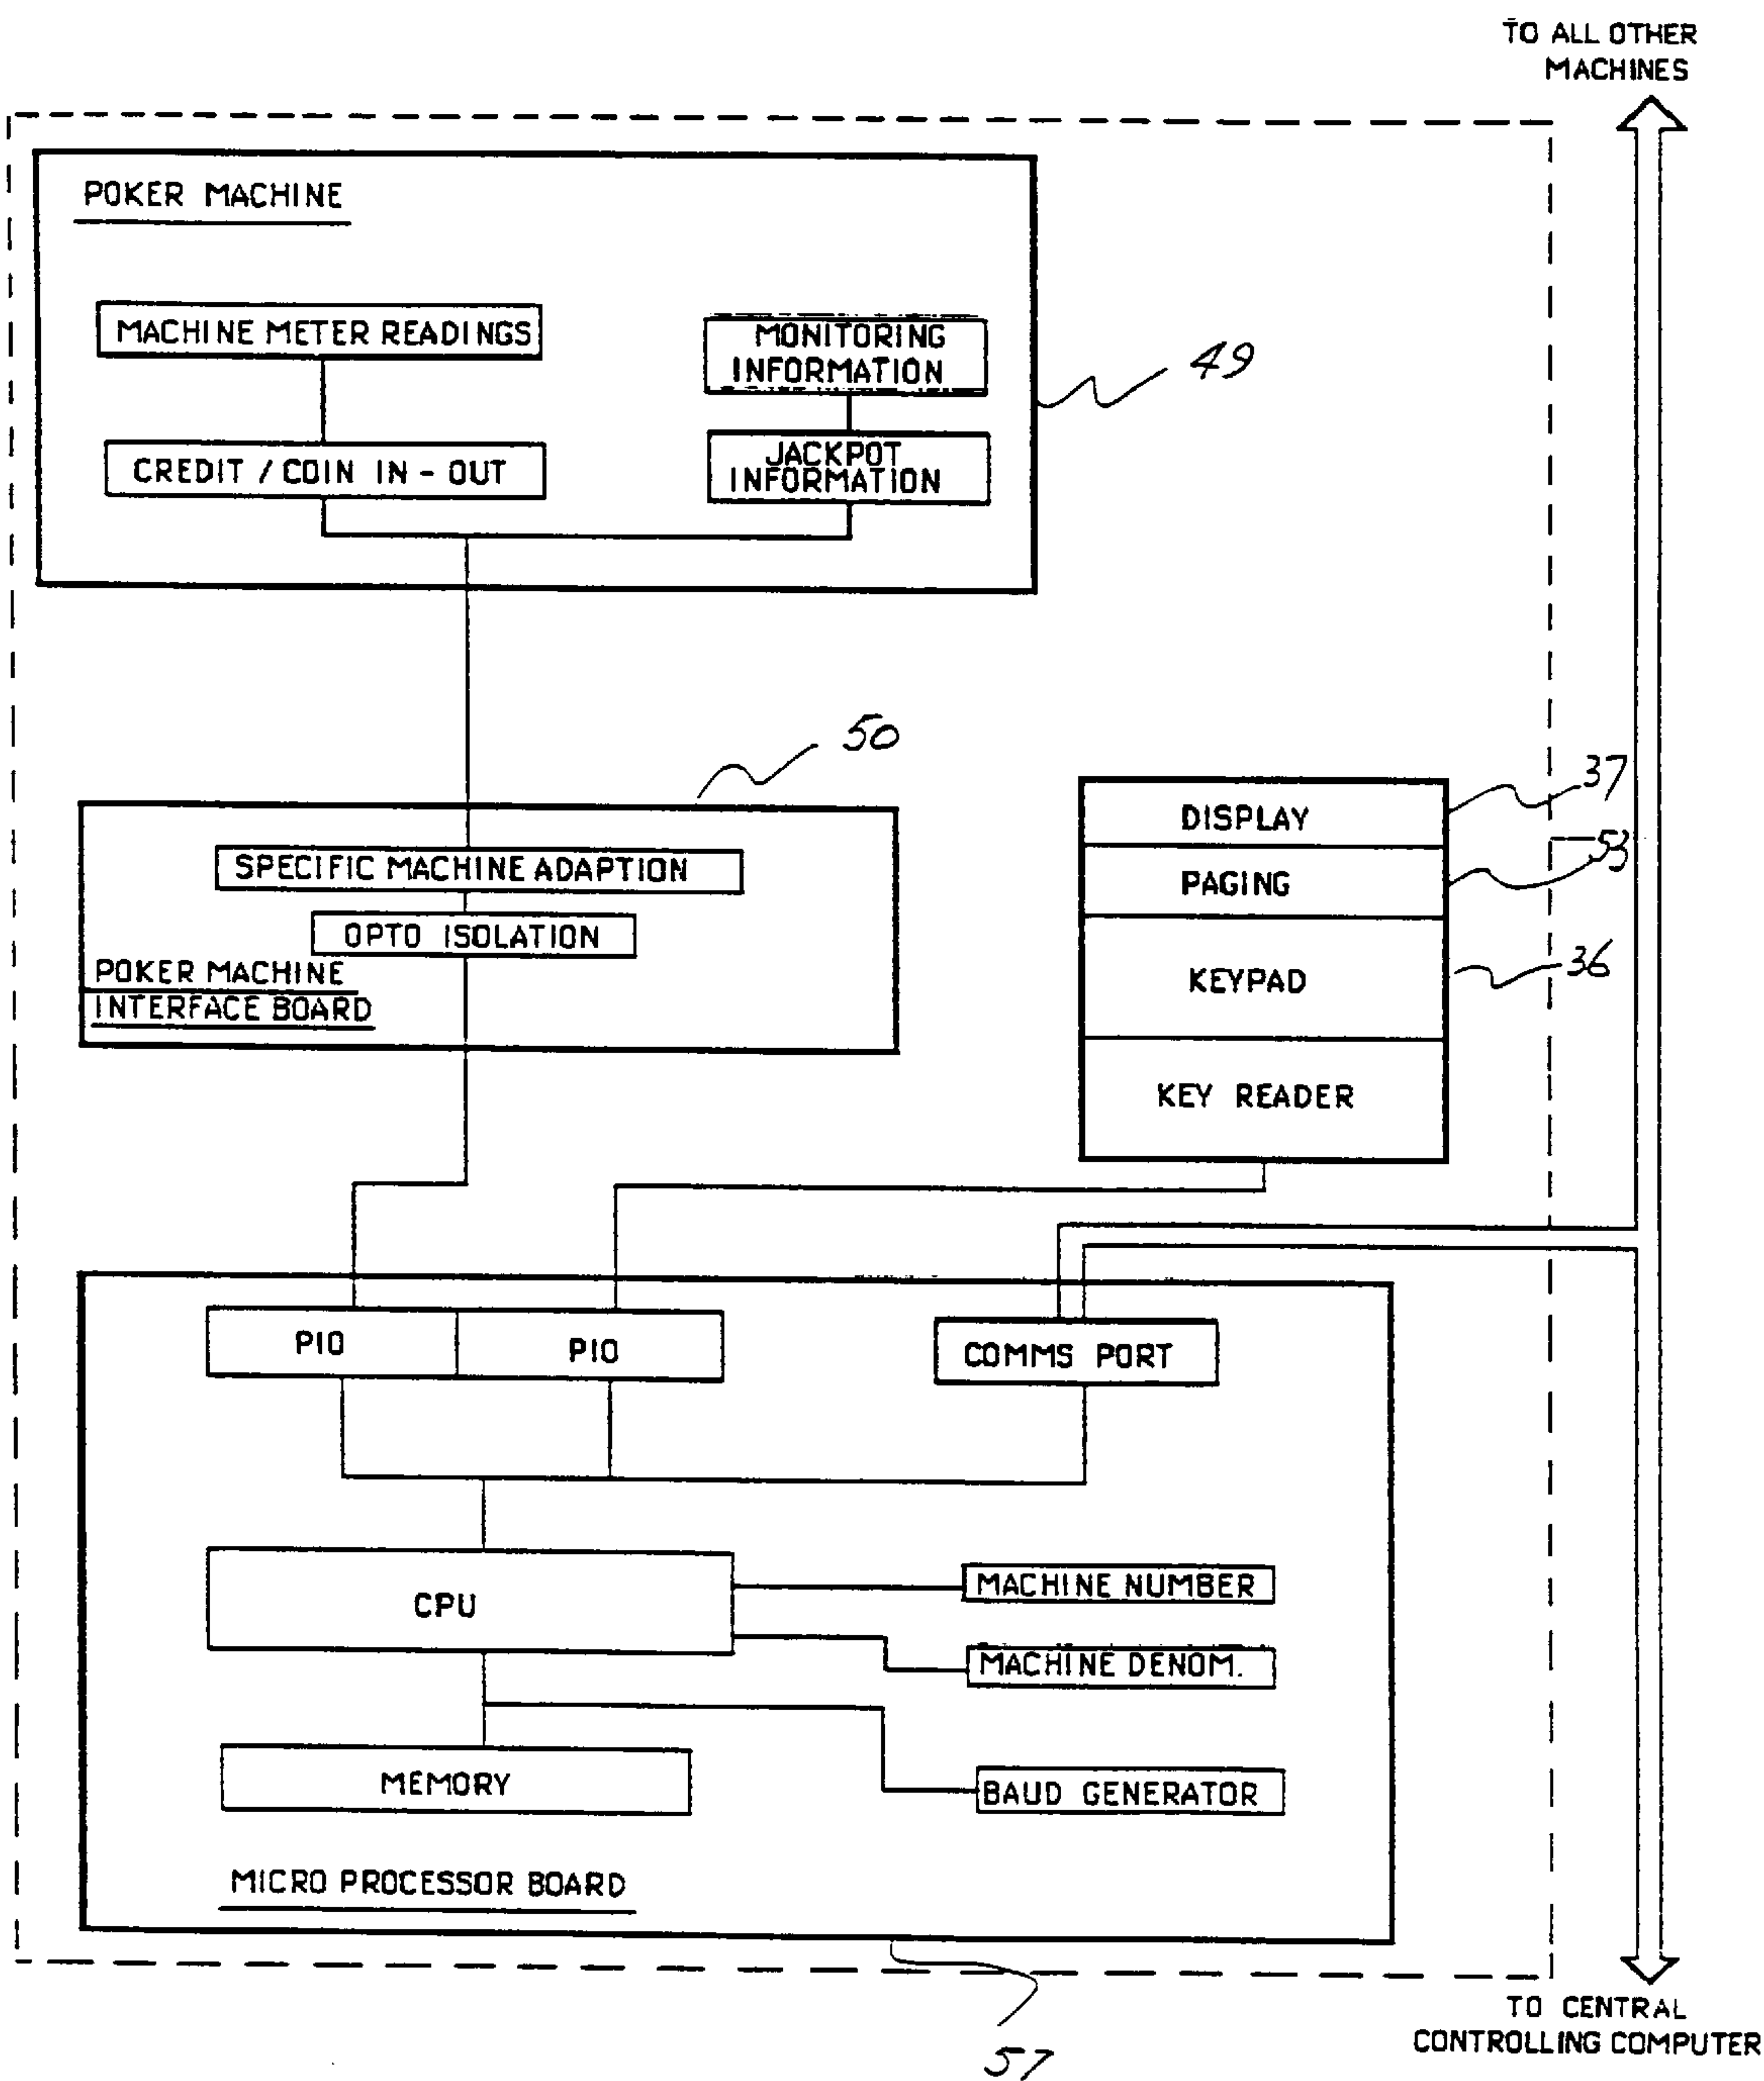 TO ALL OTHER
MACHINES
POKER MACHINE
MACHINE METER READINGS
MONITORING
INFORMATION
49
CREDIT / COIN IN - OUT
JACKPOT
INFORMATION
50
37
DISPLAY
53
PAGING
SPECIFIC MACHINE ADAPTION
OPTO ISOLATION
POKER MACHINE
INTERFACE BOARD
36
KEYPAD
KEY READER
PIO
PIO
COMMS PORT
CPU
MACHINE NUMBER
MACHINE DENOM.
MEMORY
BAUD GENERATOR
MICRO PROCESSOR BOARD
57
TO CENTRAL
CONTROLLING COMPUTER